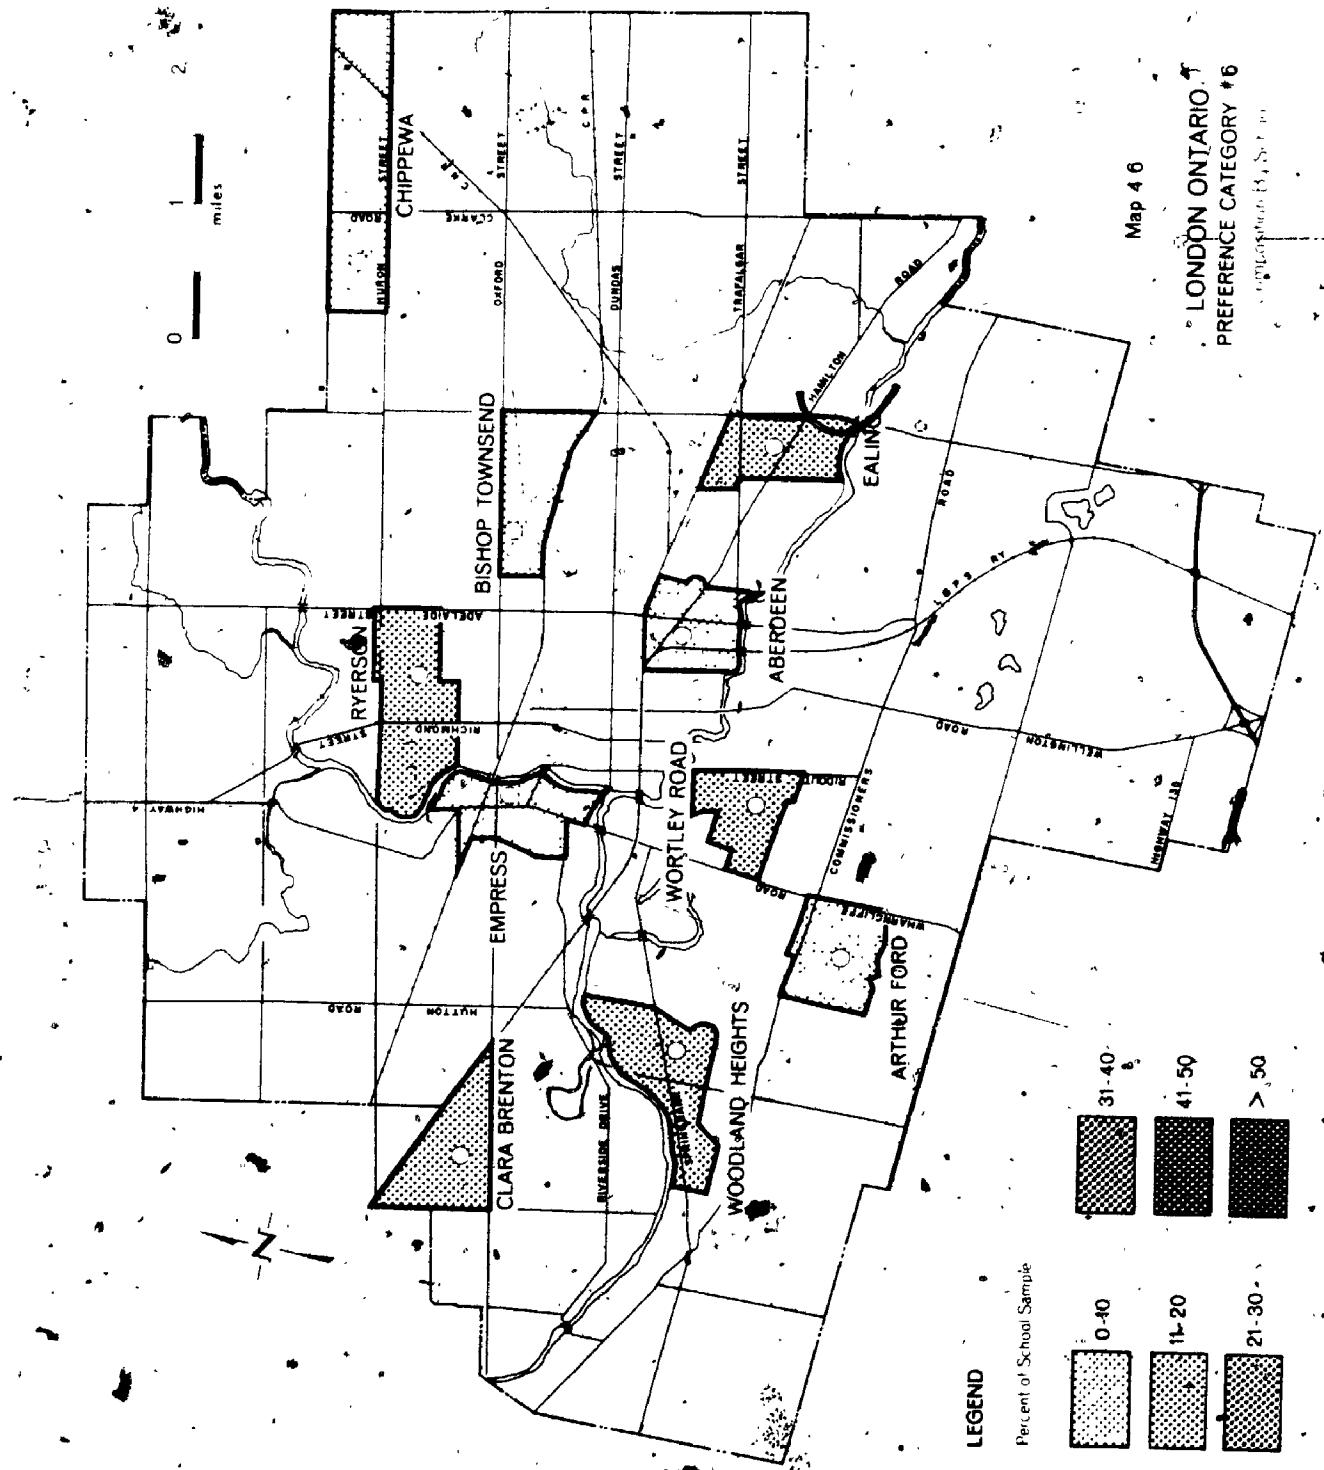 0 1 2
miles
CHIPPEWA
HURON STREET
CLARKE ROAD
C N R
OXFORD STREET
C P R
DUNDAS STREET
TRAFALGAR STREET
HAMILTON ROAD
BISHOP TOWNSEND
EALING
ROAD
RYERSON
ADELAIDE STREET
RICHMOND STREET
HIGHWAY 4
ABERDEEN
L & P S RY
EMPRESS
WORTLEY ROAD
RIDOUT STREET
COMMISSIONERS
WELLINGTON ROAD
WHARNCLIFFE ROAD
ARTHUR FORD
HUTTON ROAD
CLARA BRENTON
RIVERSIDE DRIVE
WOODLAND HEIGHTS
N
Map 4 6
LONDON ONTARIO
PREFERENCE CATEGORY #6
LEGEND
Percent of School Sample
0-10
11-20
21-30
31-40
41-50
> 50